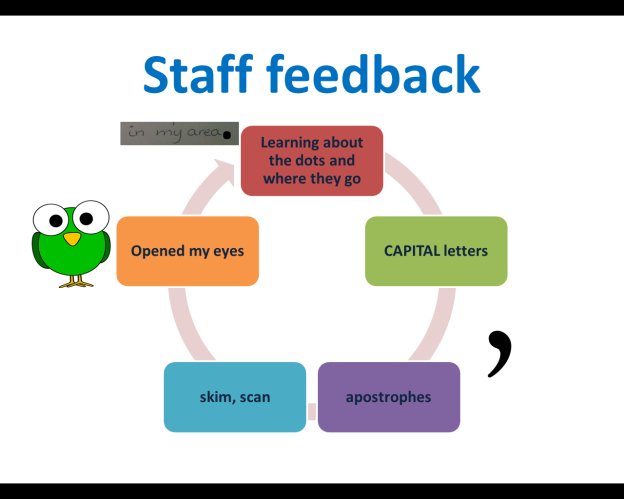 Staff feedback
in my area.
Learning about
the dots and
where they go
Opened my eyes
CAPITAL letters
,
skim, scan
apostrophes